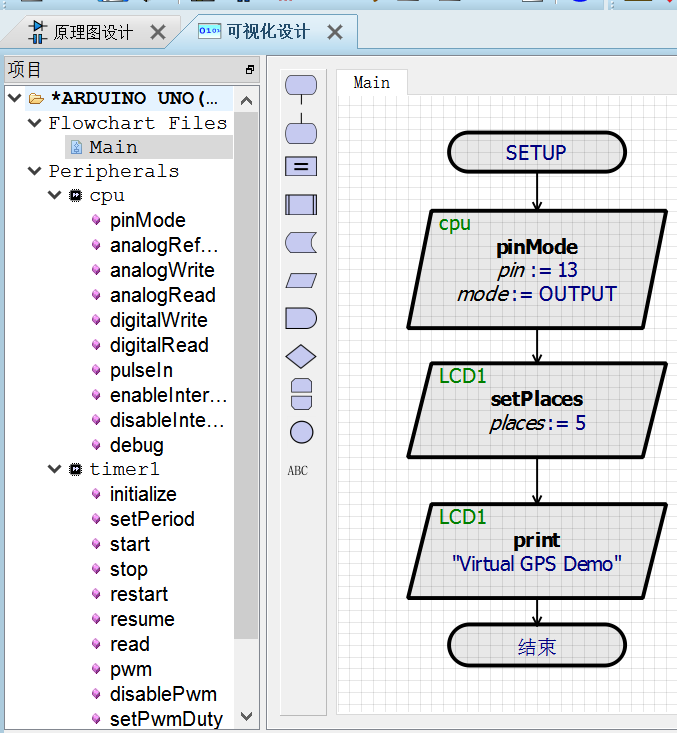 原理图设计
可视化设计
项目
*ARDUINO UNO(...
Flowchart Files
Main
Peripherals
cpu
pinMode
analogRef...
analogWrite
analogRead
digitalWrite
digitalRead
pulseIn
enableInter...
disableInte...
debug
timer1
initialize
setPeriod
start
stop
restart
resume
read
pwm
disablePwm
setPwmDuty
ABC
Main
SETUP
cpu
pinMode
pin := 13
mode := OUTPUT
LCD1
setPlaces
places := 5
LCD1
print
"Virtual GPS Demo"
结束